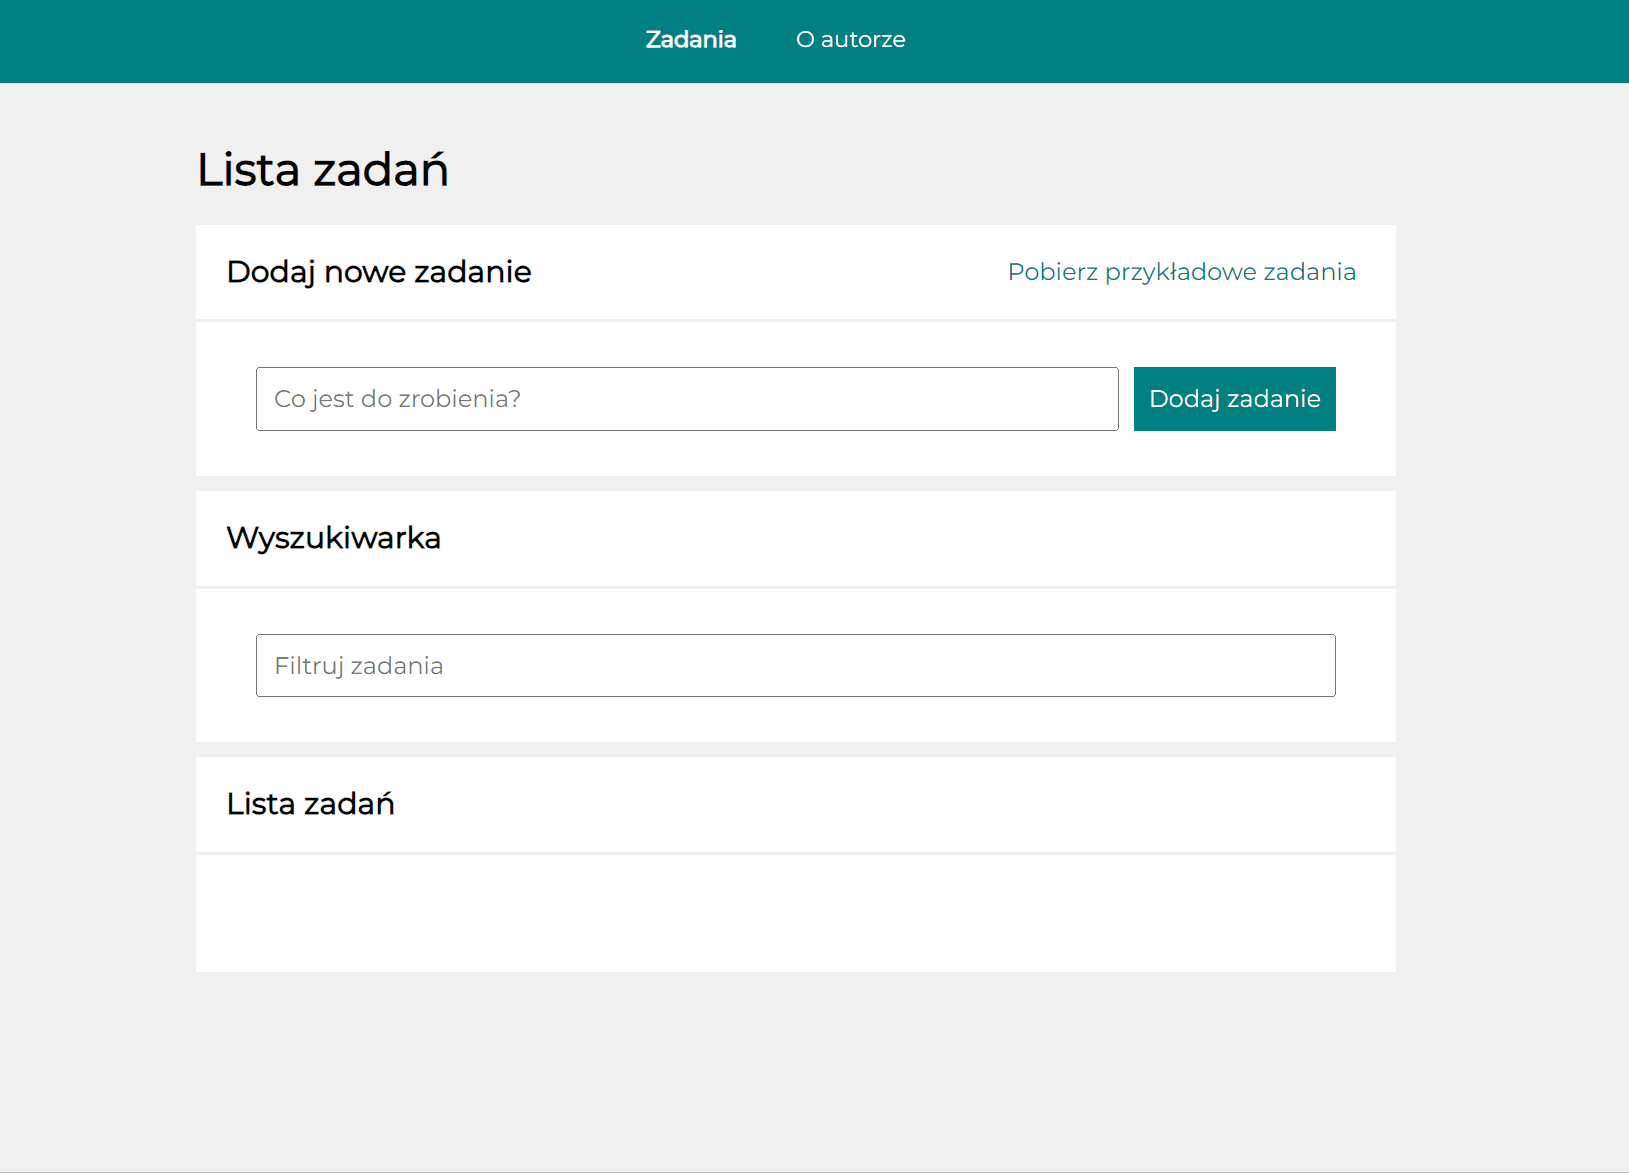 Zadania O autorze
Lista zadań
Dodaj nowe zadanie Pobierz przykładowe zadania
Co jest do zrobienia? Dodaj zadanie
Wyszukiwarka
Filtruj zadania
Lista zadań